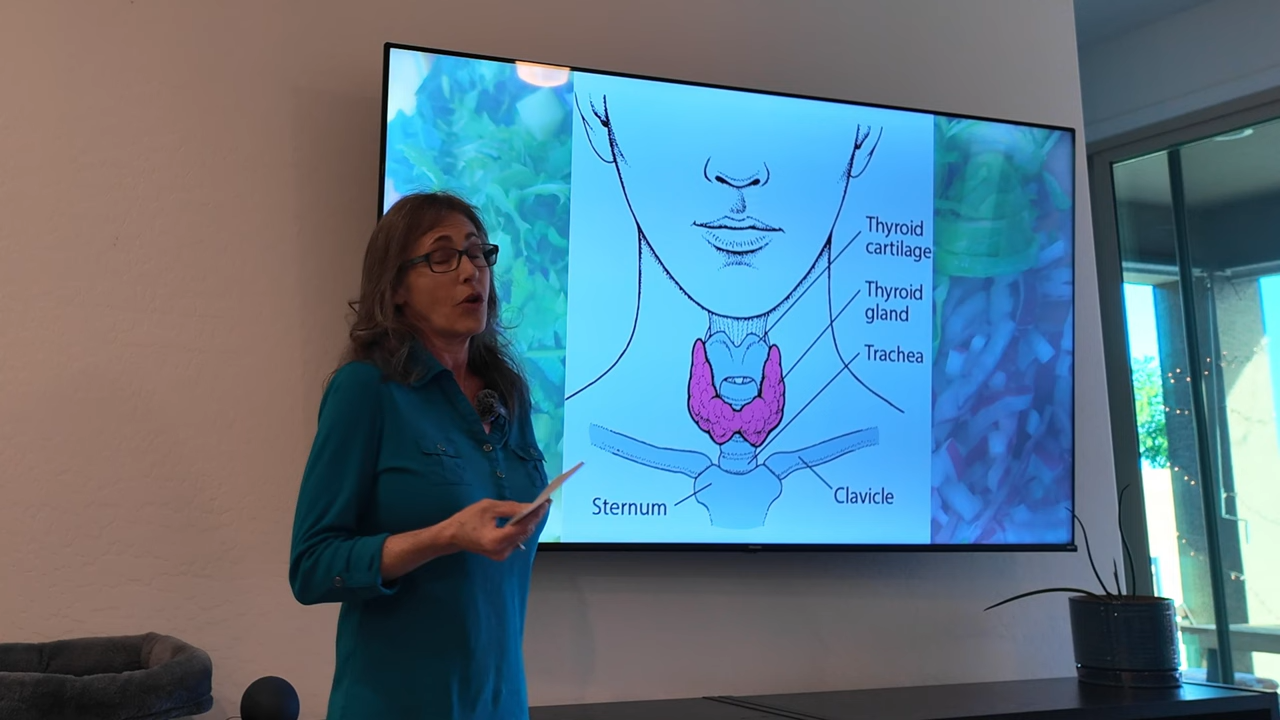 Thyroid
cartilage
Thyroid
gland
Trachea
Clavicle
Sternum